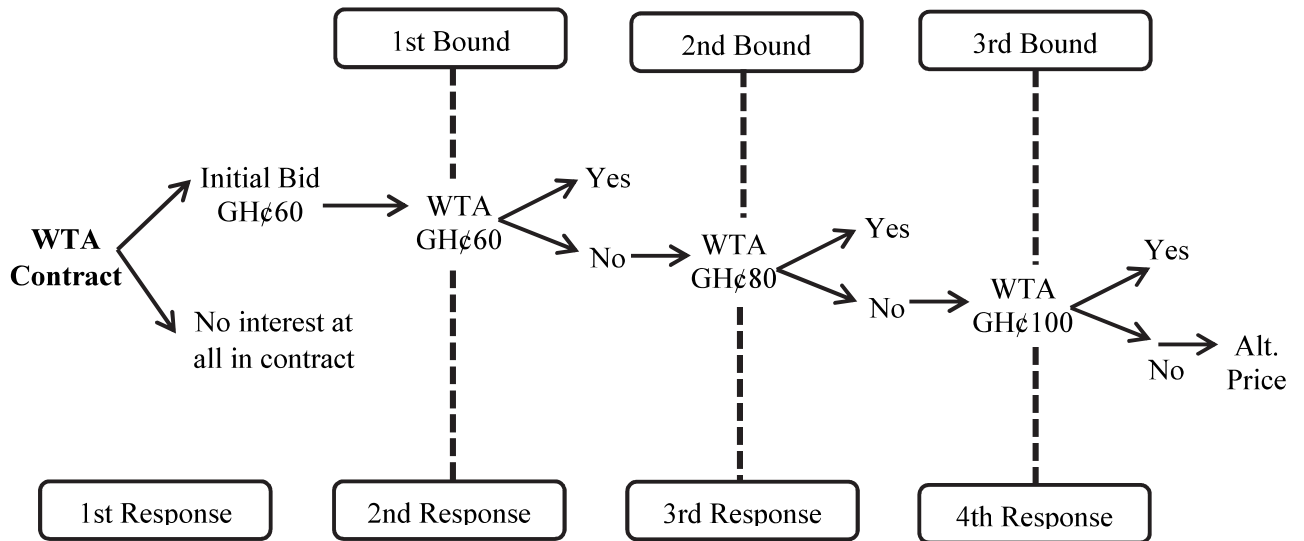 1st Bound
2nd Bound
3rd Bound
Initial Bid
GH¢60
WTA
Contract
No interest at
all in contract
WTA
GH¢60
Yes
No
WTA
GH¢80
Yes
No
WTA
GH¢100
Yes
No
Alt.
Price
1st Response
2nd Response
3rd Response
4th Response